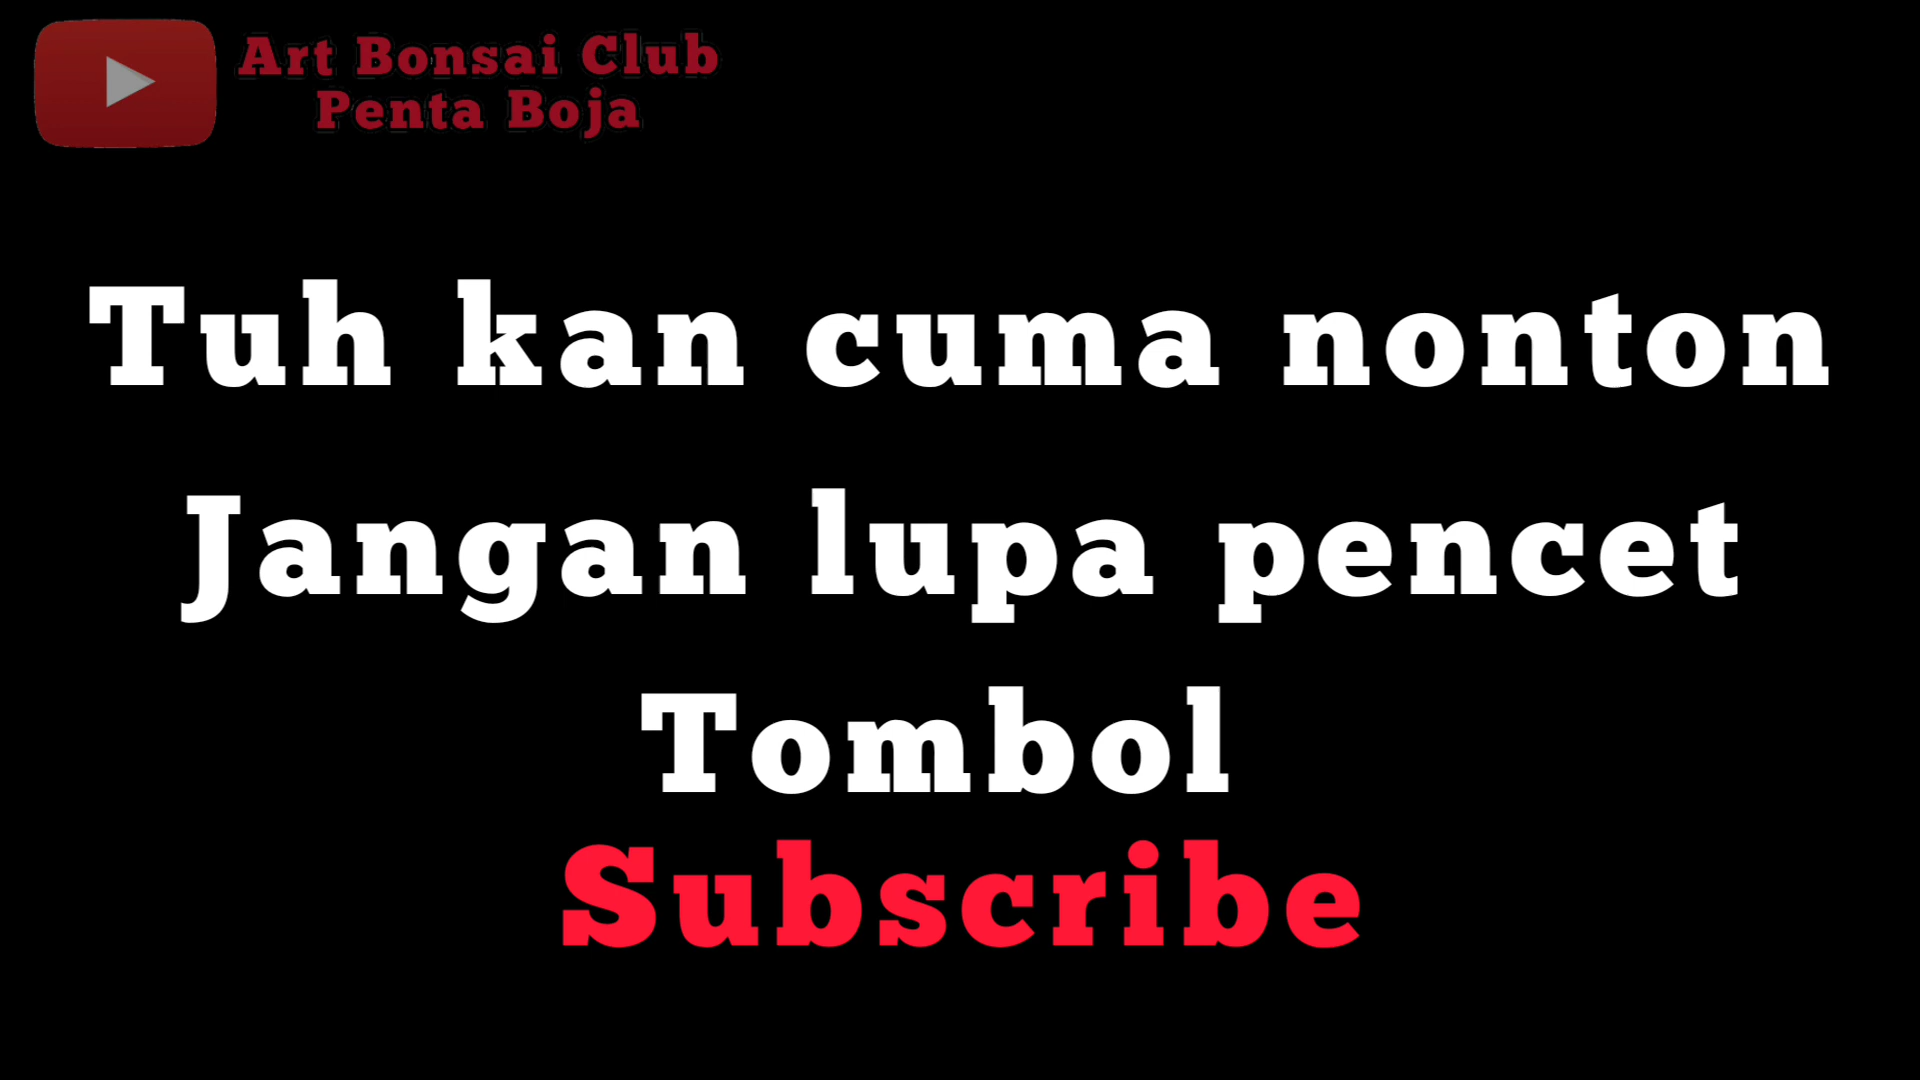 Art Bonsai Club
Penta Boja
Tuh kan cuma nonton
Jangan lupa pencet
Tombol
Subscribe